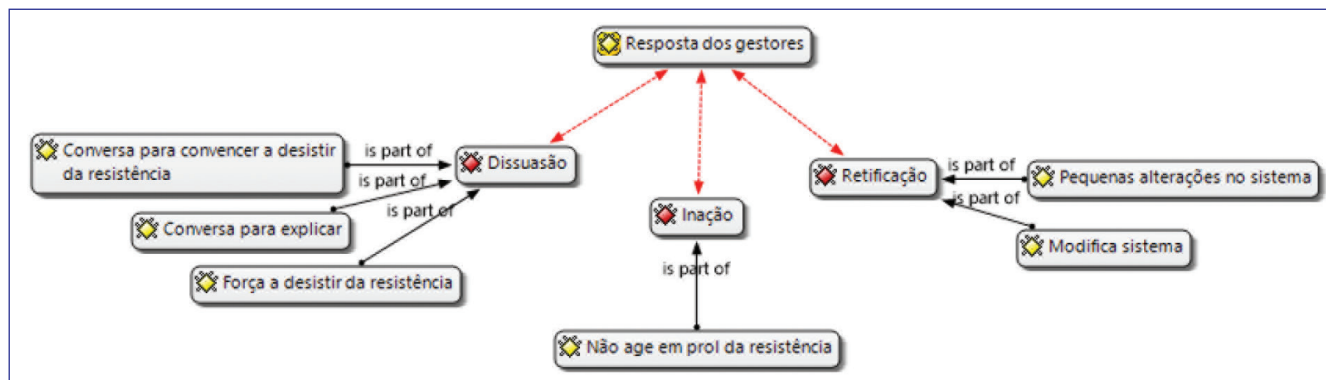 Resposta dos gestores
Conversa para convencer a desistir
da resistência
is part of
Dissuasão
is part of
is part of
Conversa para explicar
Força a desistir da resistência
Inação
is part of
Não age em prol da resistência
Retificação
is part of
Pequenas alterações no sistema
is part of
Modifica sistema